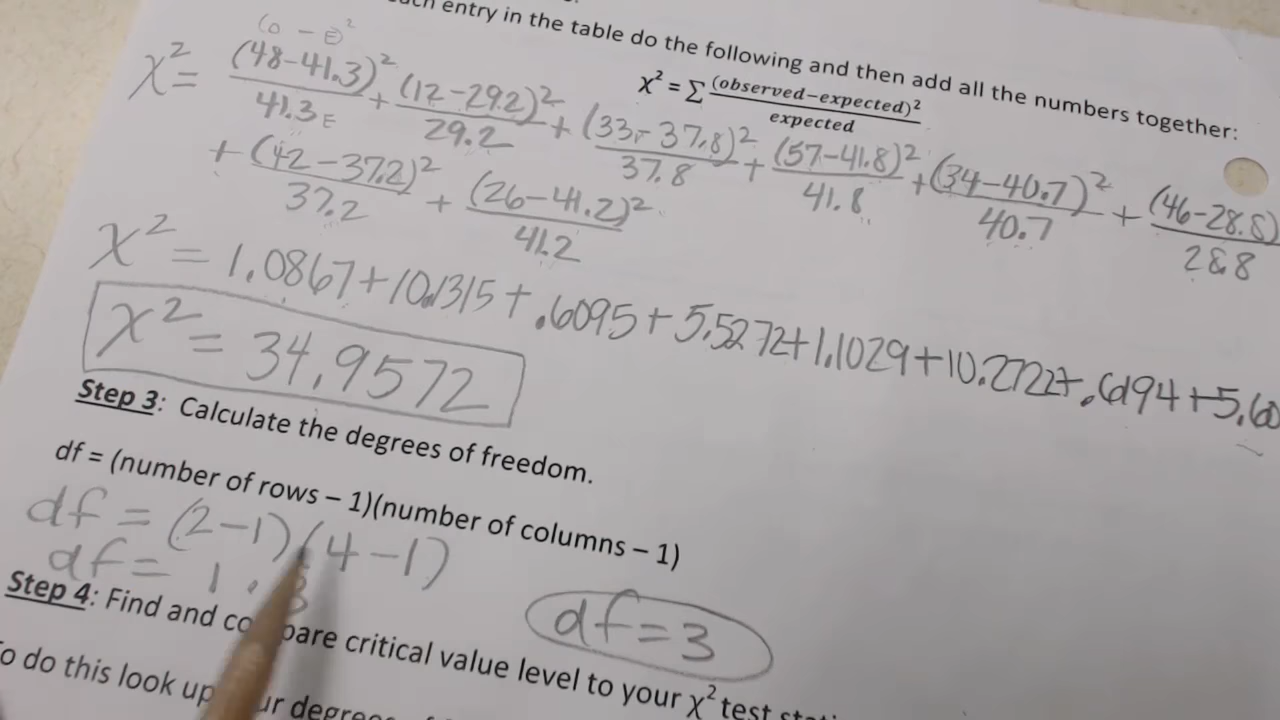 entry in the table do the following and then add all the numbers together:
(O - E)²
χ² = Σ (observed−expected)² / expected
χ² = (48-41.3)² / 41.3 E + (12-29.2)² / 29.2 + (33-37.8)² / 37.8 + (57-41.8)² / 41.8 + (34-40.7)² / 40.7 + (46-28.8) / 28.8
+ (42-37.2)² / 37.2 + (26-41.2)² / 41.2
χ² = 1.0867+10.1315+.6095+5.5272+1.1029+10.2722+.6194+5.60
χ² = 34.9572
Step 3: Calculate the degrees of freedom.
df = (number of rows – 1)(number of columns – 1)
df = (2-1)(4-1)
df = 1 · 3
df=3
Step 4: Find and compare critical value level to your χ² test
To do this look up your